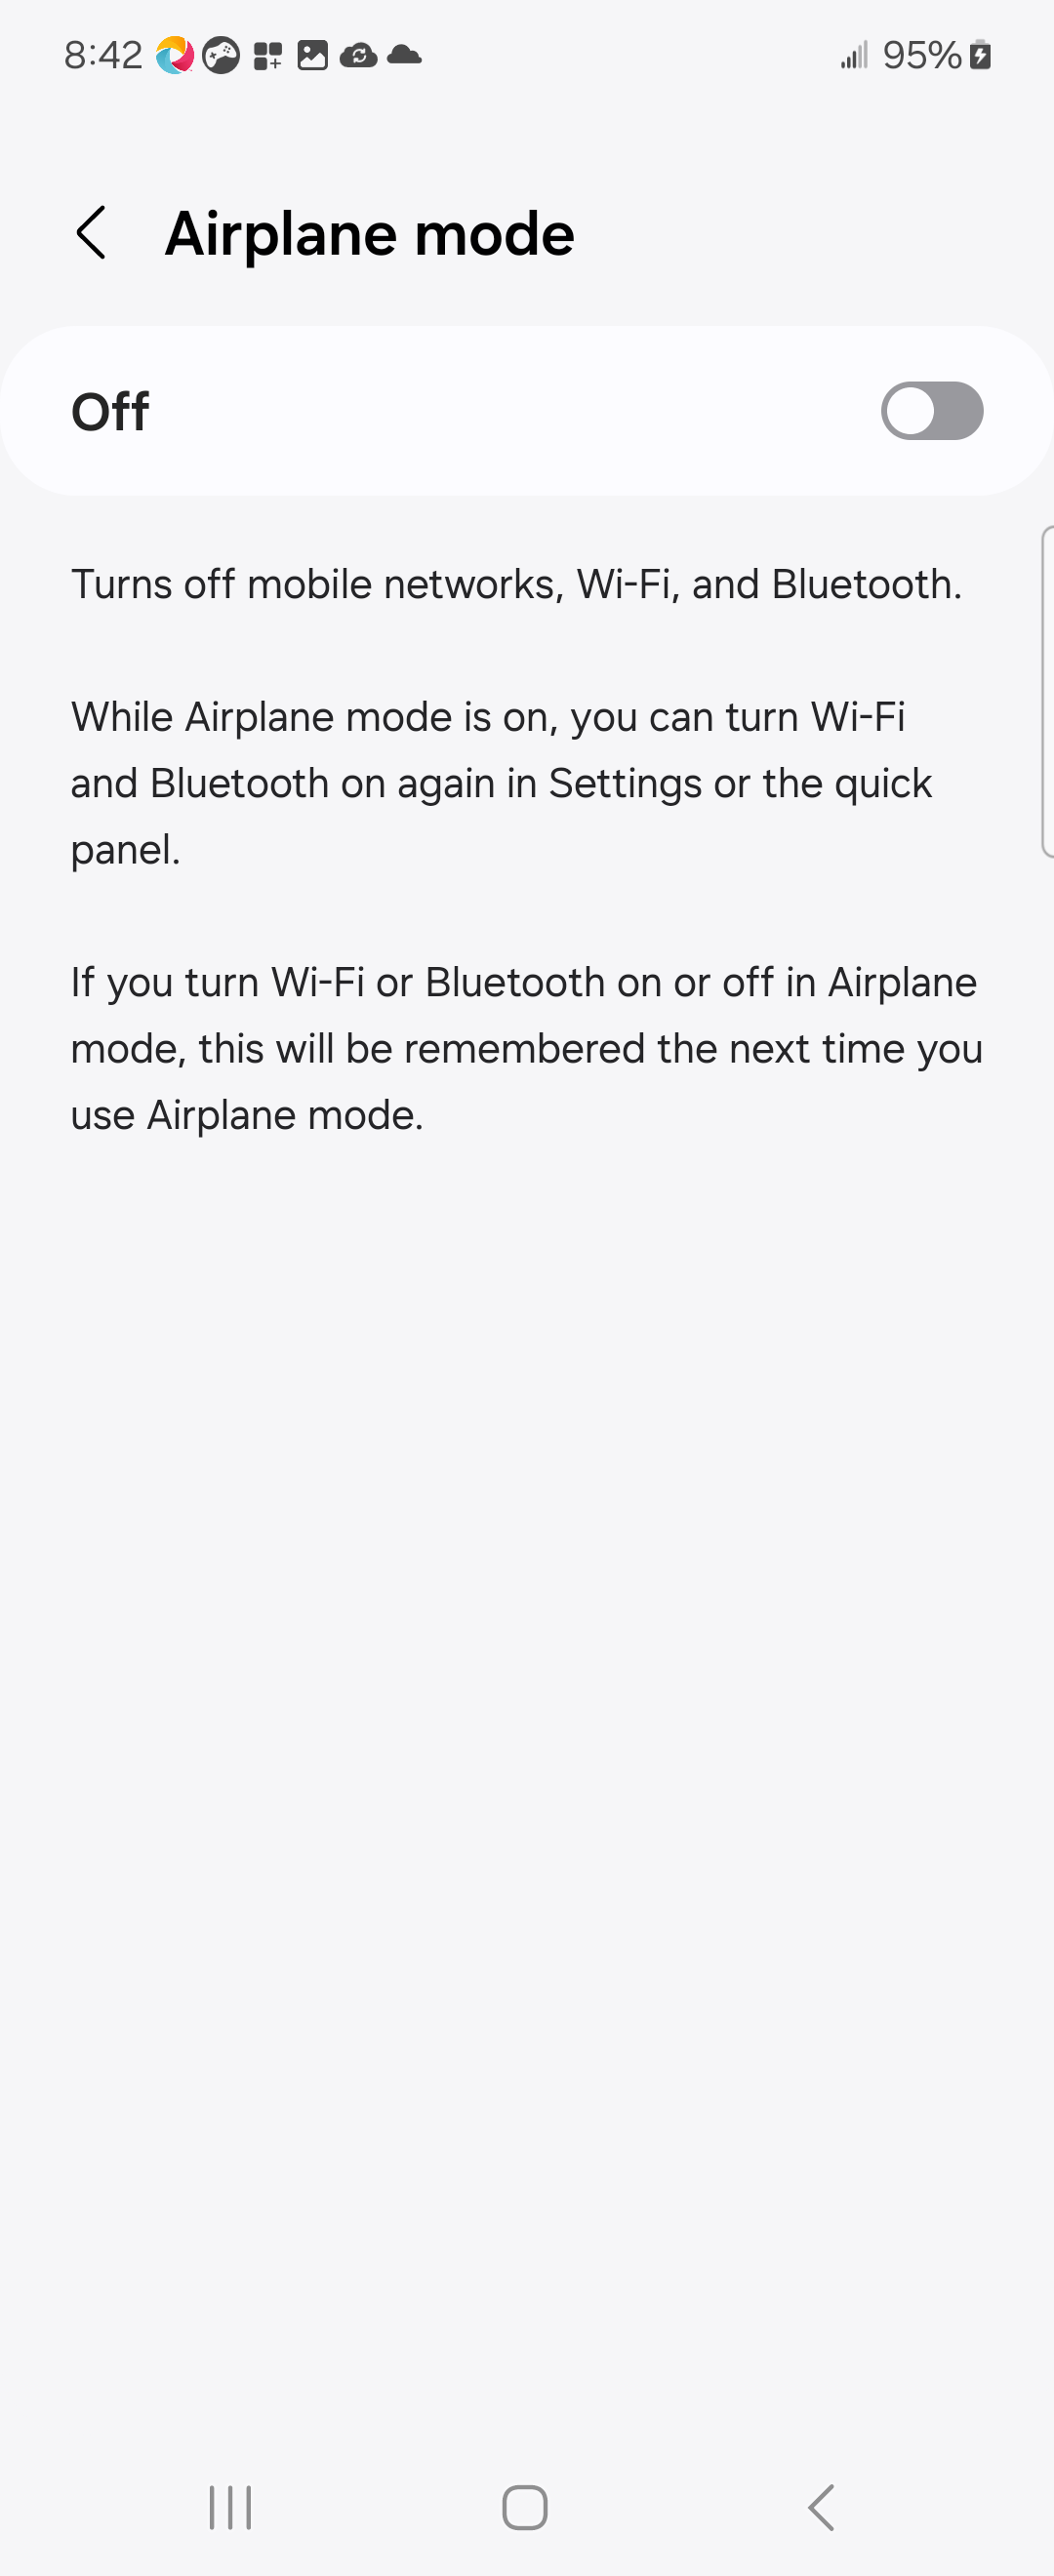 8:42 95%
Airplane mode
Off
Turns off mobile networks, Wi-Fi, and Bluetooth.
While Airplane mode is on, you can turn Wi-Fi
and Bluetooth on again in Settings or the quick
panel.
If you turn Wi-Fi or Bluetooth on or off in Airplane
mode, this will be remembered the next time you
use Airplane mode.